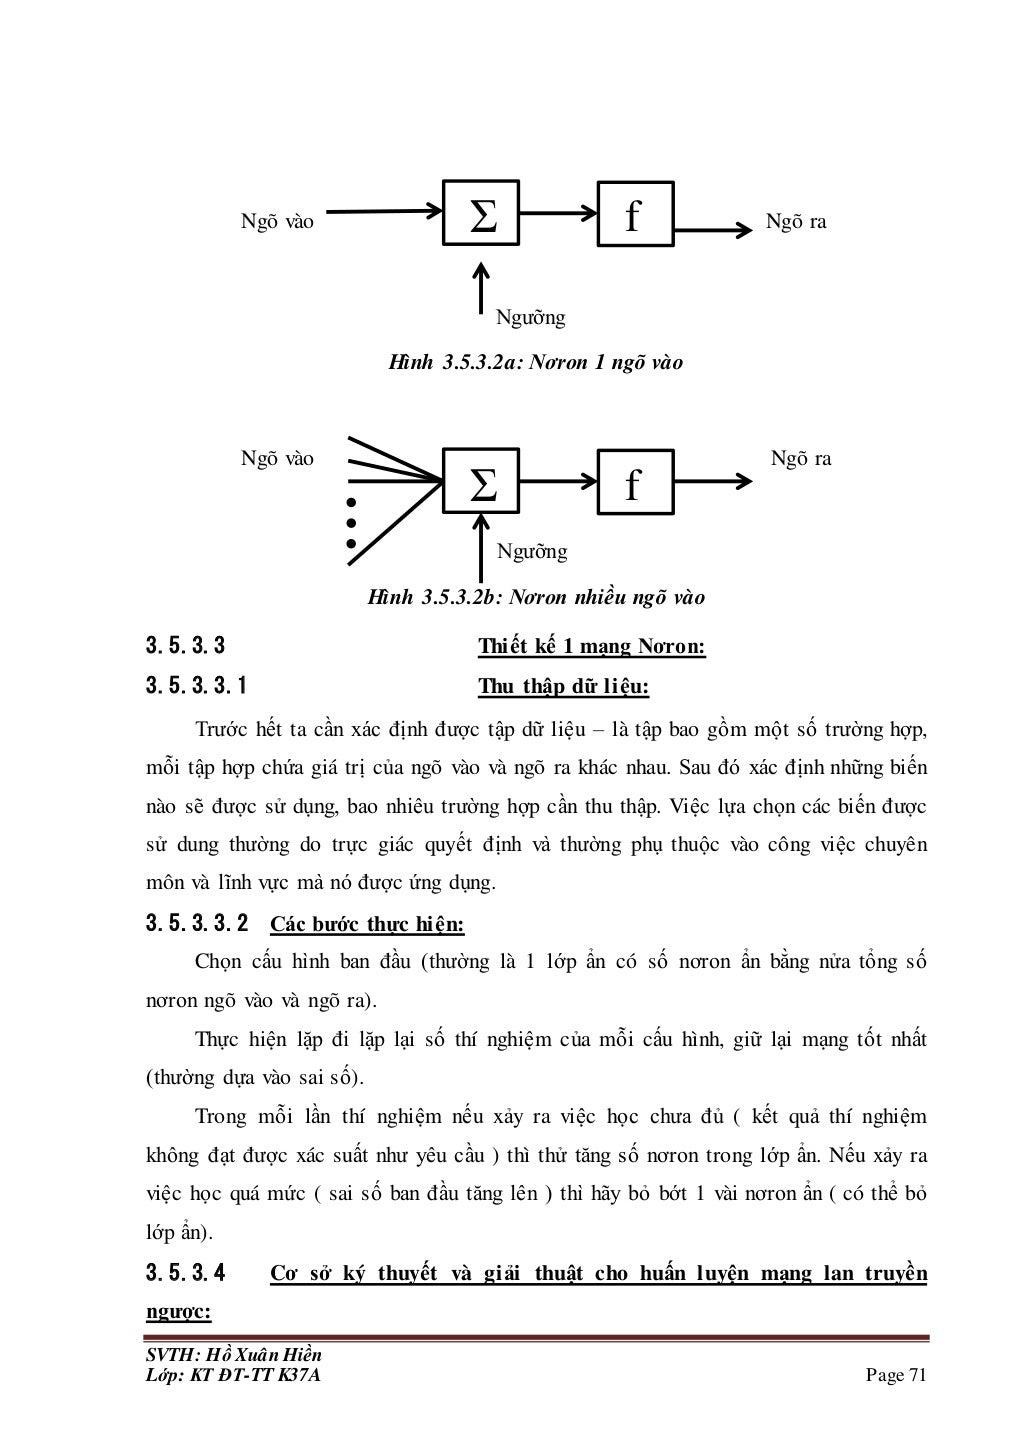 Ngõ vào Σ f Ngõ ra
Ngưỡng
Hình 3.5.3.2a: Nơron 1 ngõ vào
Ngõ vào Σ f Ngõ ra
Ngưỡng
Hình 3.5.3.2b: Nơron nhiều ngõ vào
3.5.3.3 Thiết kế 1 mạng Nơron:
3.5.3.3.1 Thu thập dữ liệu:
Trước hết ta cần xác định được tập dữ liệu – là tập bao gồm một số trường hợp,
mỗi tập hợp chứa giá trị của ngõ vào và ngõ ra khác nhau. Sau đó xác định những biến
nào sẽ được sử dụng, bao nhiêu trường hợp cần thu thập. Việc lựa chọn các biến được
sử dung thường do trực giác quyết định và thường phụ thuộc vào công việc chuyên
môn và lĩnh vực mà nó được ứng dụng.
3.5.3.3.2 Các bước thực hiện:
Chọn cấu hình ban đầu (thường là 1 lớp ẩn có số nơron ẩn bằng nửa tổng số
nơron ngõ vào và ngõ ra).
Thực hiện lặp đi lặp lại số thí nghiệm của mỗi cấu hình, giữ lại mạng tốt nhất
(thường dựa vào sai số).
Trong mỗi lần thí nghiệm nếu xảy ra việc học chưa đủ ( kết quả thí nghiệm
không đạt được xác suất như yêu cầu ) thì thử tăng số nơron trong lớp ẩn. Nếu xảy ra
việc học quá mức ( sai số ban đầu tăng lên ) thì hãy bỏ bớt 1 vài nơron ẩn ( có thể bỏ
lớp ẩn).
3.5.3.4 Cơ sở ký thuyết và giải thuật cho huấn luyện mạng lan truyền
ngược:
SVTH: Hồ Xuân Hiền
Lớp: KT ĐT-TT K37A Page 71